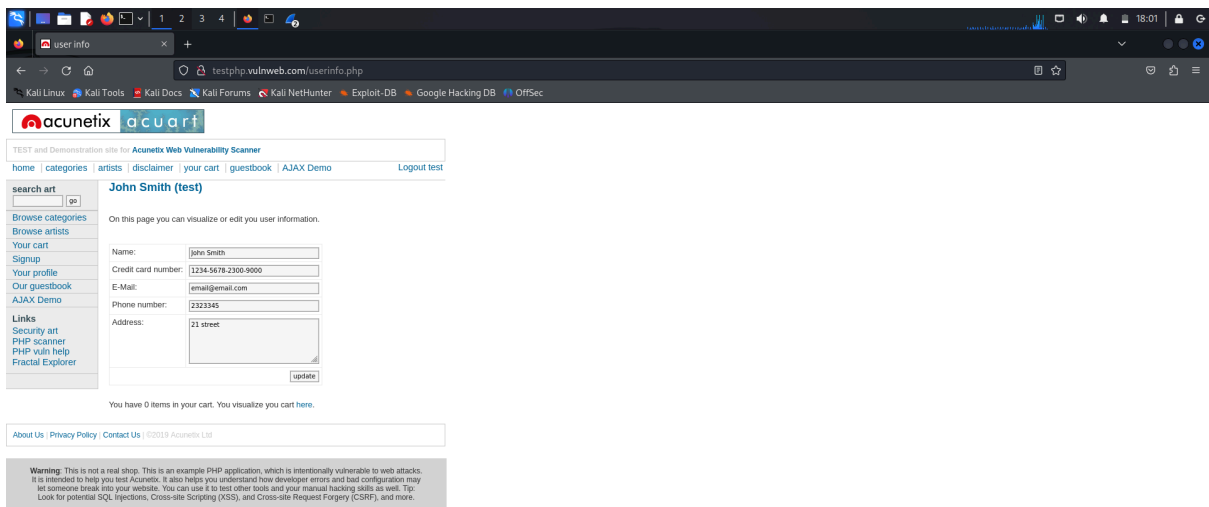 1 2 3 4
2
18:01
user info
testphp.vulnweb.com/userinfo.php
Kali Linux Kali Tools Kali Docs Kali Forums Kali NetHunter Exploit-DB Google Hacking DB OffSec
acunetix acuart
TEST and Demonstration site for Acunetix Web Vulnerability Scanner
home | categories | artists | disclaimer | your cart | guestbook | AJAX Demo Logout test
search art
go
Browse categories
Browse artists
Your cart
Signup
Your profile
Our guestbook
AJAX Demo
Links
Security art
PHP scanner
PHP vuln help
Fractal Explorer
John Smith (test)
On this page you can visualize or edit you user information.
Name: John Smith
Credit card number: 1234-5678-2300-9000
E-Mail: email@email.com
Phone number: 2323345
Address: 21 street
update
You have 0 items in your cart. You visualize you cart here.
About Us | Privacy Policy | Contact Us | ©2019 Acunetix Ltd
Warning: This is not a real shop. This is an example PHP application, which is intentionally vulnerable to web attacks.
It is intended to help you test Acunetix. It also helps you understand how developer errors and bad configuration may
let someone break into your website. You can use it to test other tools and your manual hacking skills as well. Tip:
Look for potential SQL Injections, Cross-site Scripting (XSS), and Cross-site Request Forgery (CSRF), and more.